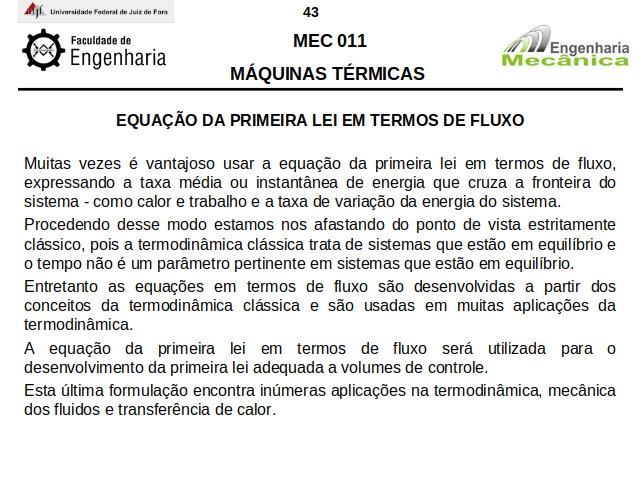 ufjf Universidade Federal de Juiz de Fora
43
Faculdade de
Engenharia
MEC 011
MÁQUINAS TÉRMICAS
Engenharia
Mecânica
EQUAÇÃO DA PRIMEIRA LEI EM TERMOS DE FLUXO
Muitas vezes é vantajoso usar a equação da primeira lei em termos de fluxo,
expressando a taxa média ou instantânea de energia que cruza a fronteira do
sistema - como calor e trabalho e a taxa de variação da energia do sistema.
Procedendo desse modo estamos nos afastando do ponto de vista estritamente
clássico, pois a termodinâmica clássica trata de sistemas que estão em equilíbrio e
o tempo não é um parâmetro pertinente em sistemas que estão em equilíbrio.
Entretanto as equações em termos de fluxo são desenvolvidas a partir dos
conceitos da termodinâmica clássica e são usadas em muitas aplicações da
termodinâmica.
A equação da primeira lei em termos de fluxo será utilizada para o
desenvolvimento da primeira lei adequada a volumes de controle.
Esta última formulação encontra inúmeras aplicações na termodinâmica, mecânica
dos fluidos e transferência de calor.